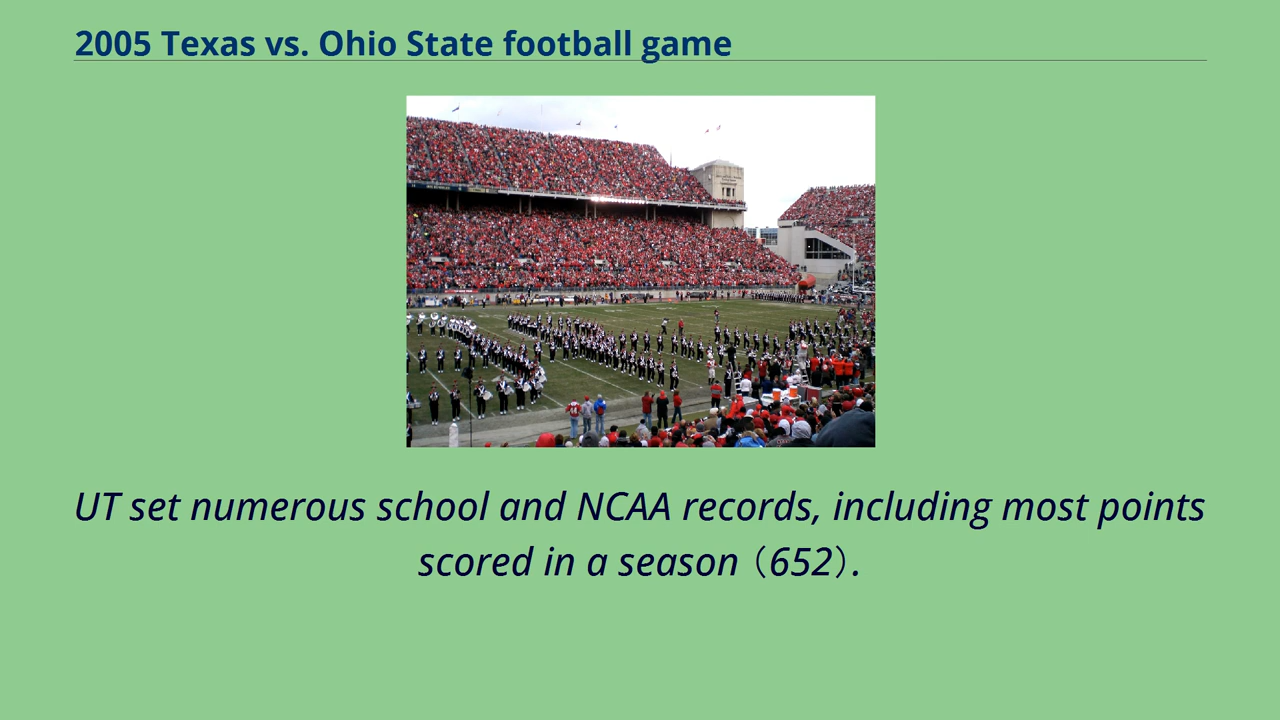 2005 Texas vs. Ohio State football game
UT set numerous school and NCAA records, including most points
scored in a season（652）.